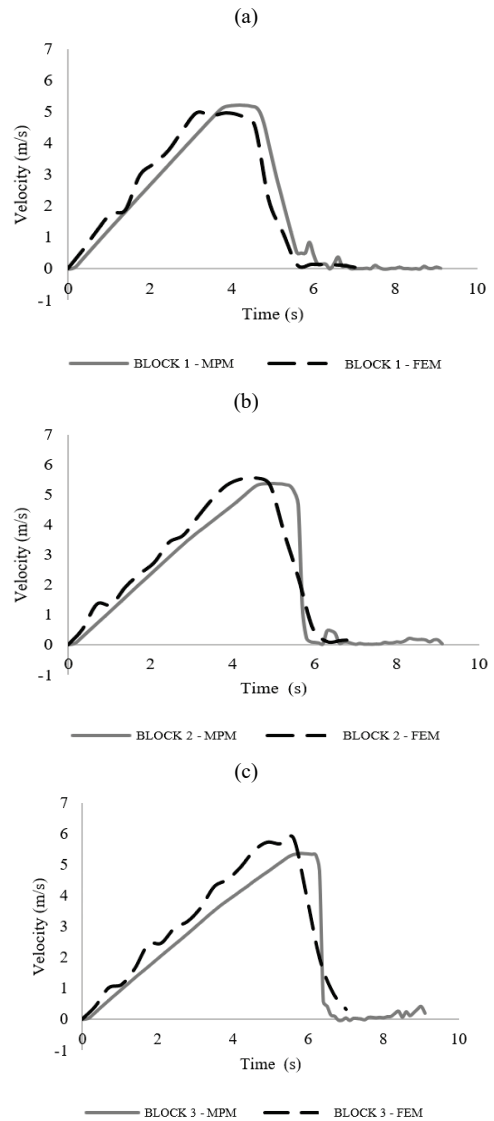 (a)
7
6
5
4
3
2
1
0
-1
Velocity (m/s)
0 2 4 6 8 10
Time (s)
BLOCK 1 - MPM BLOCK 1 - FEM
(b)
7
6
5
4
3
2
1
0
-1
Velocity (m/s)
0 2 4 6 8 10
Time (s)
BLOCK 2 - MPM BLOCK 2 - FEM
(c)
7
6
5
4
3
2
1
0
-1
Velocity (m/s)
0 2 4 6 8 10
Time (s)
BLOCK 3 - MPM BLOCK 3 - FEM